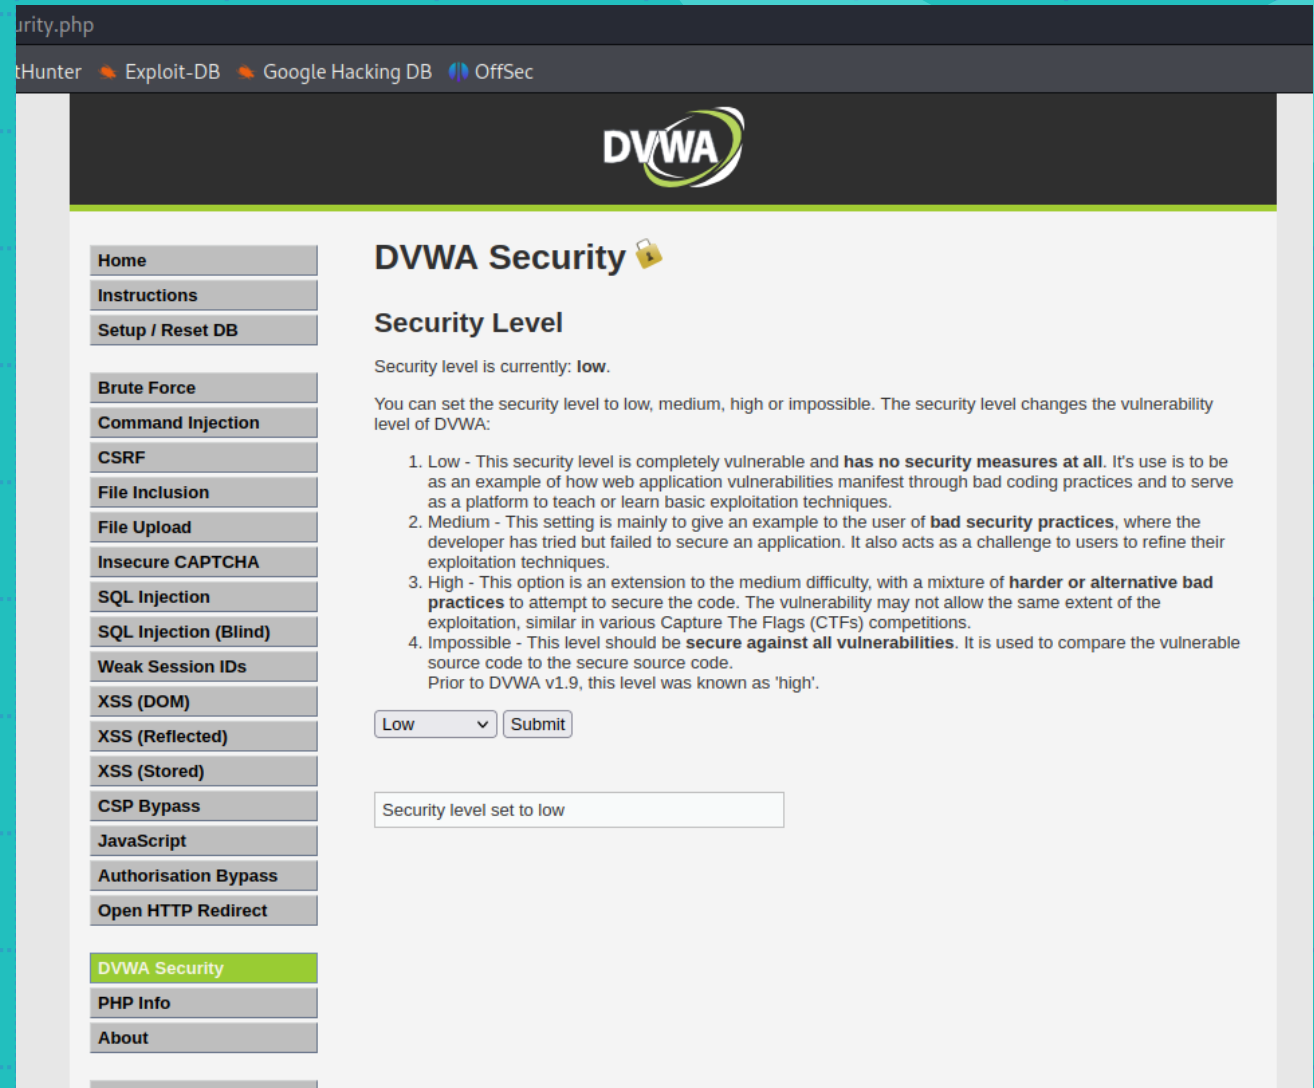 urity.php
tHunter Exploit-DB Google Hacking DB OffSec
DVWA
Home
Instructions
Setup / Reset DB
Brute Force
Command Injection
CSRF
File Inclusion
File Upload
Insecure CAPTCHA
SQL Injection
SQL Injection (Blind)
Weak Session IDs
XSS (DOM)
XSS (Reflected)
XSS (Stored)
CSP Bypass
JavaScript
Authorisation Bypass
Open HTTP Redirect
DVWA Security
PHP Info
About
DVWA Security
Security Level
Security level is currently: low.
You can set the security level to low, medium, high or impossible. The security level changes the vulnerability
level of DVWA:
1. Low - This security level is completely vulnerable and has no security measures at all. It's use is to be
as an example of how web application vulnerabilities manifest through bad coding practices and to serve
as a platform to teach or learn basic exploitation techniques.
2. Medium - This setting is mainly to give an example to the user of bad security practices, where the
developer has tried but failed to secure an application. It also acts as a challenge to users to refine their
exploitation techniques.
3. High - This option is an extension to the medium difficulty, with a mixture of harder or alternative bad
practices to attempt to secure the code. The vulnerability may not allow the same extent of the
exploitation, similar in various Capture The Flags (CTFs) competitions.
4. Impossible - This level should be secure against all vulnerabilities. It is used to compare the vulnerable
source code to the secure source code.
Prior to DVWA v1.9, this level was known as 'high'.
Low Submit
Security level set to low